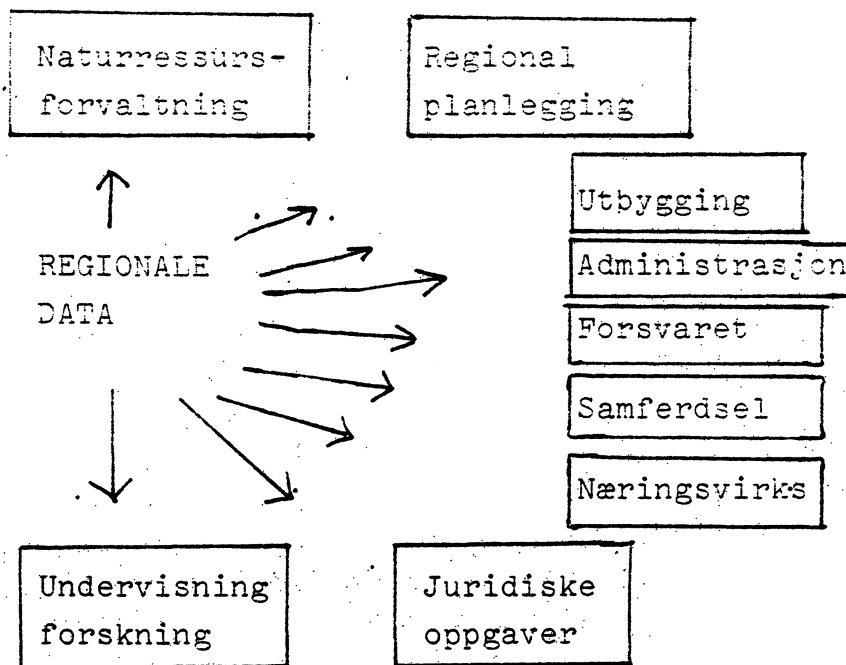 Naturressurs-
forvaltning
Regional
planlegging
Utbygging
Administrasjon
REGIONALE
DATA
Forsvaret
Samferdsel
Næringsvirks
Undervisning
forskning
Juridiske
oppgaver